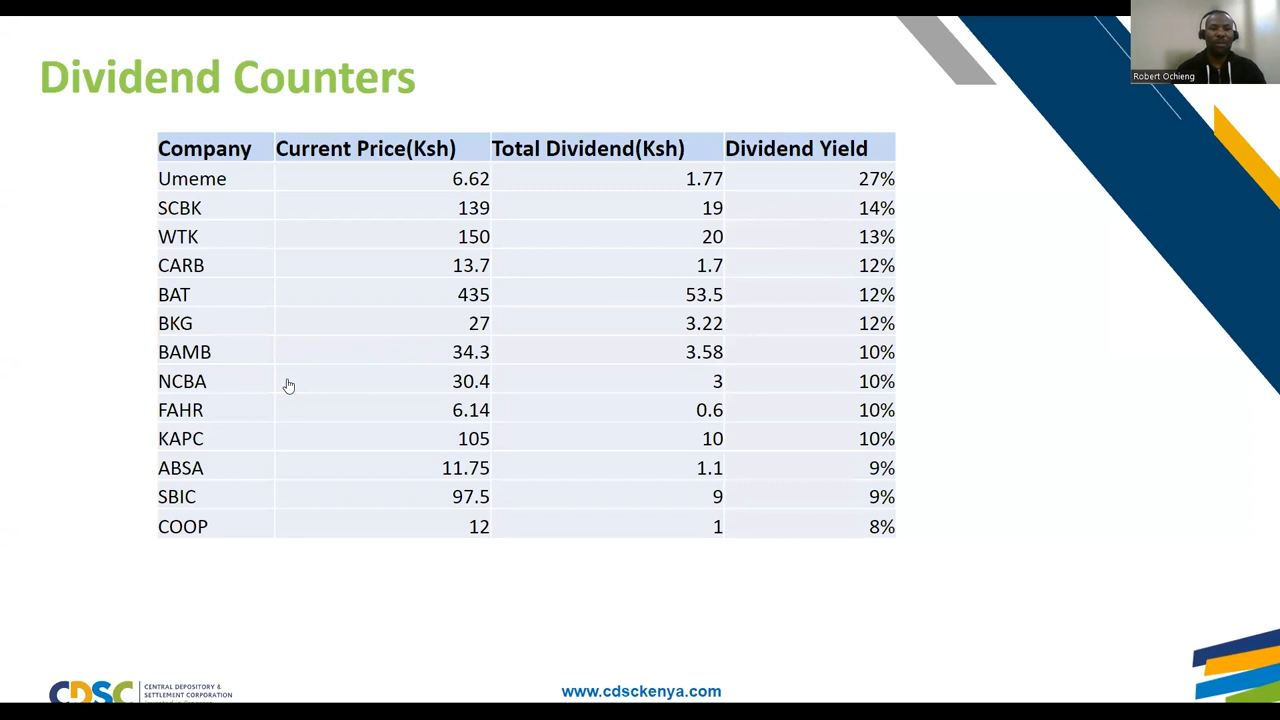 Robert Ochieng
Dividend Counters
Company Current Price(Ksh) Total Dividend(Ksh) Dividend Yield
Umeme 6.62 1.77 27%
SCBK 139 19 14%
WTK 150 20 13%
CARB 13.7 1.7 12%
BAT 435 53.5 12%
BKG 27 3.22 12%
BAMB 34.3 3.58 10%
NCBA 30.4 3 10%
FAHR 6.14 0.6 10%
KAPC 105 10 10%
ABSA 11.75 1.1 9%
SBIC 97.5 9 9%
COOP 12 1 8%
CDSC
CENTRAL DEPOSITORY &
SETTLEMENT CORPORATION
www.cdsckenya.com